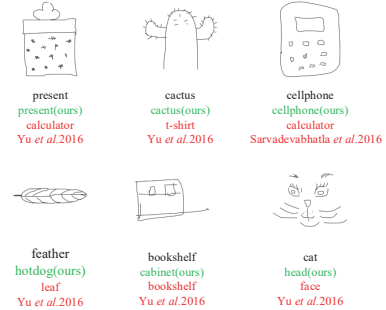 present
cactus
cellphone
present(ours)
cactus(ours)
cellphone(ours)
calculator
t-shirt
calculator
Yu et al.2016
Yu et al.2016
Sarvadevabhatla et al.2016
feather
bookshelf
cat
hotdog(ours)
cabinet(ours)
head(ours)
leaf
bookshelf
face
Yu et al.2016
Yu et al.2016
Yu et al.2016